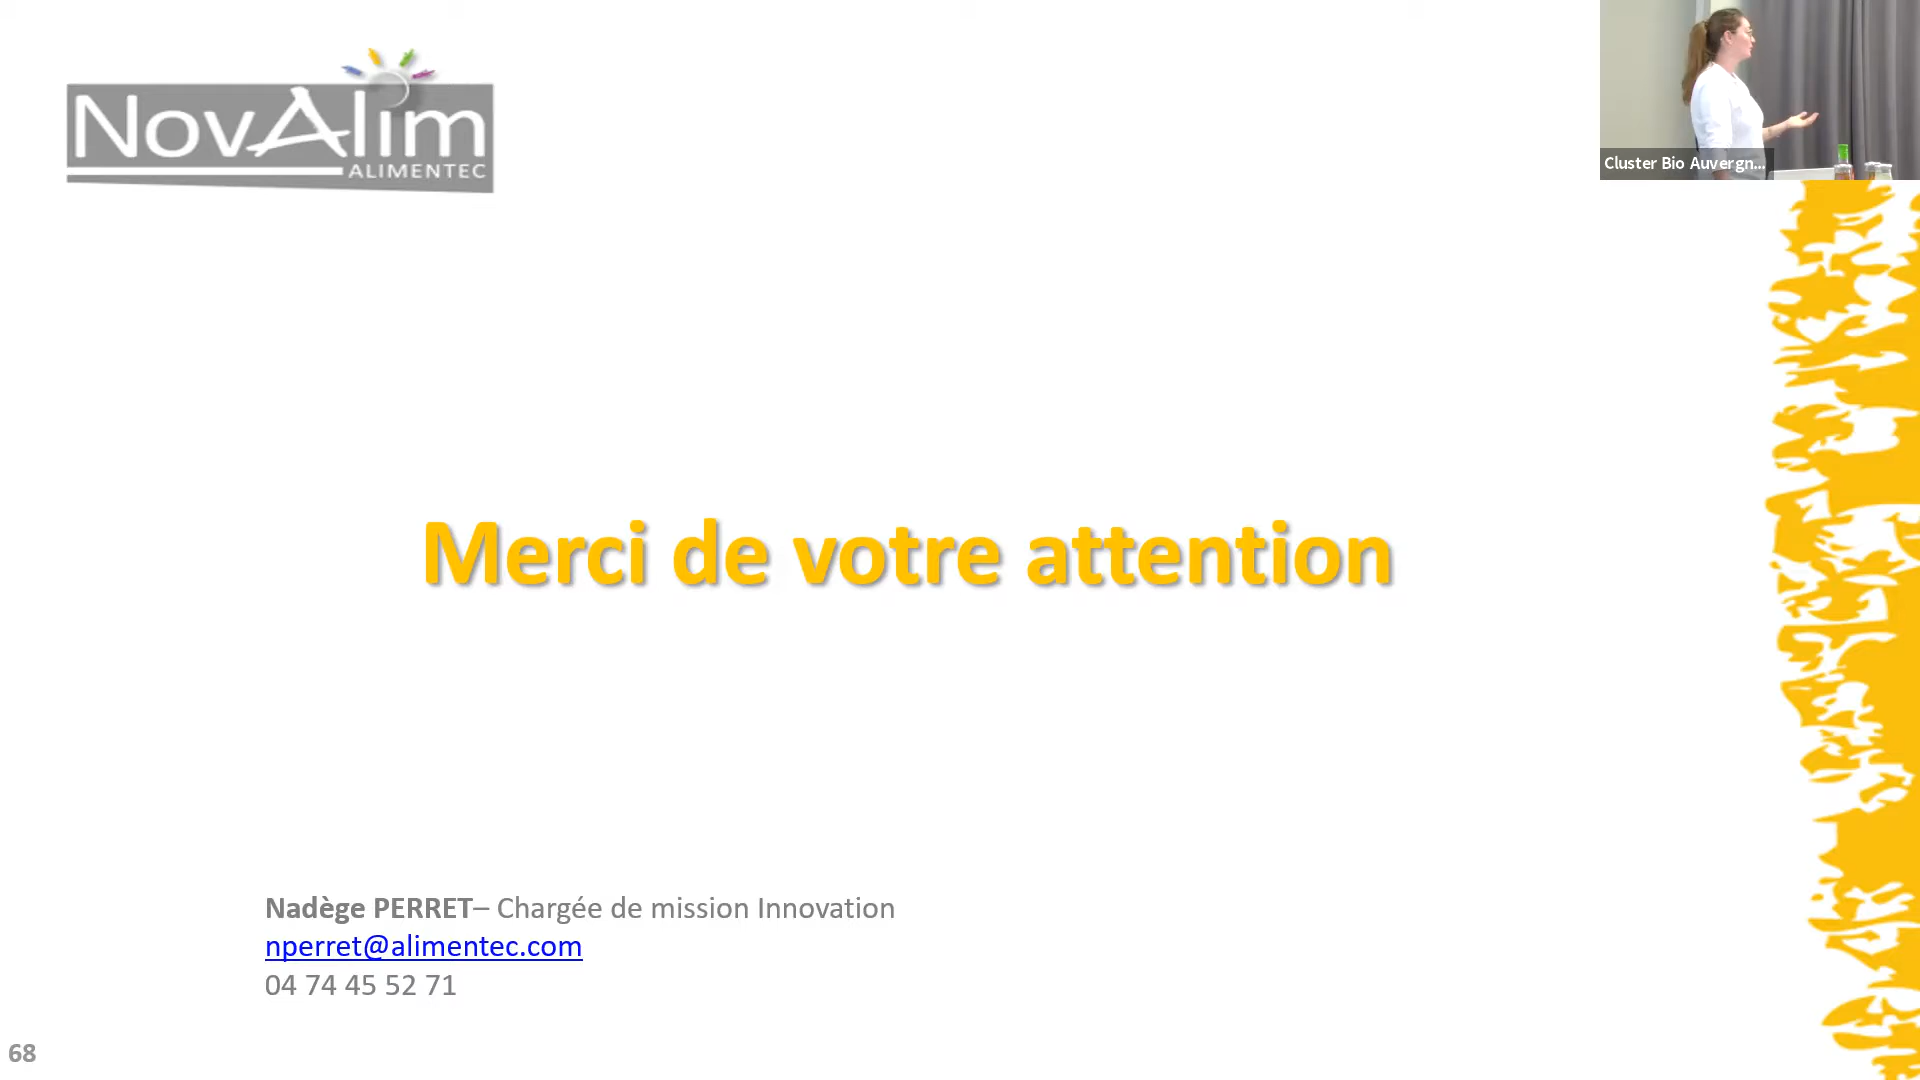 NovAlim
ALIMENTEC
Cluster Bio Auvergn...
Merci de votre attention
Nadège PERRET– Chargée de mission Innovation
nperret@alimentec.com
04 74 45 52 71
68